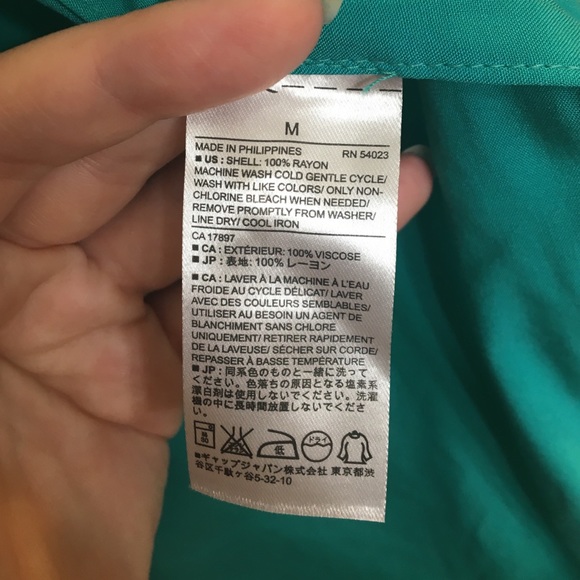 M
MADE IN PHILIPPINES RN 54023
■ US : SHELL: 100% RAYON
MACHINE WASH COLD GENTLE CYCLE/
WASH WITH LIKE COLORS/ ONLY NON-
CHLORINE BLEACH WHEN NEEDED/
REMOVE PROMPTLY FROM WASHER/
LINE DRY/ COOL IRON
CA 17897
■ CA : EXTÉRIEUR: 100% VISCOSE
■ JP : 表地: 100% レーヨン
■ CA : LAVER À LA MACHINE À L'EAU
FROIDE AU CYCLE DÉLICAT/ LAVER
AVEC DES COULEURS SEMBLABLES/
UTILISER AU BESOIN UN AGENT DE
BLANCHIMENT SANS CHLORE
UNIQUEMENT/ RETIRER RAPIDEMENT
DE LA LAVEUSE/ SÉCHER SUR CORDE/
REPASSER À BASSE TEMPÉRATURE
■ JP : 同系色のものと一緒に洗って
ください。色落ちの原因となる塩素系
漂白剤は使用しないでください。洗濯
機の中に長時間放置しないでくださ
い。
低 ドライ
■ギャップジャパン株式会社 東京都渋
谷区千駄ヶ谷5-32-10